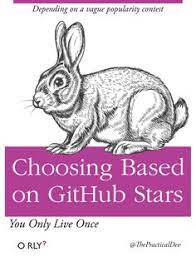 Depending on a vague popularity contest
Choosing Based
on GitHub Stars
You Only Live Once
O RLY?
@ThePracticalDev